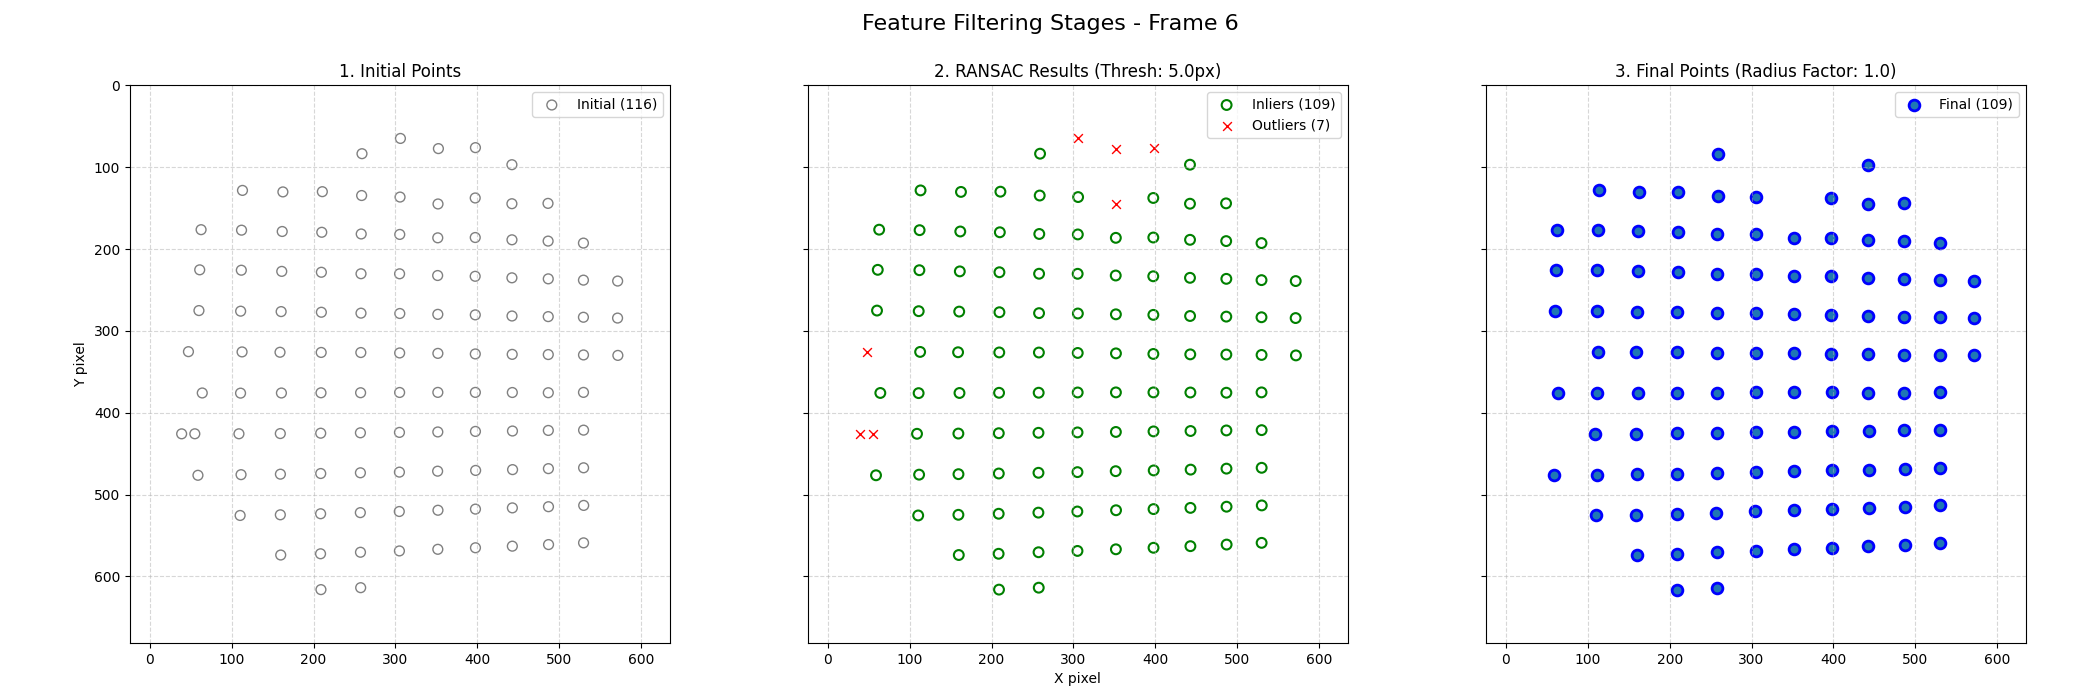 Feature Filtering Stages - Frame 6
1. Initial Points
Initial (116)
0
100
200
300
400
500
600
Y pixel
0 100 200 300 400 500 600
2. RANSAC Results (Thresh: 5.0px)
Inliers (109)
Outliers (7)
0 100 200 300 400 500 600
X pixel
3. Final Points (Radius Factor: 1.0)
Final (109)
0 100 200 300 400 500 600